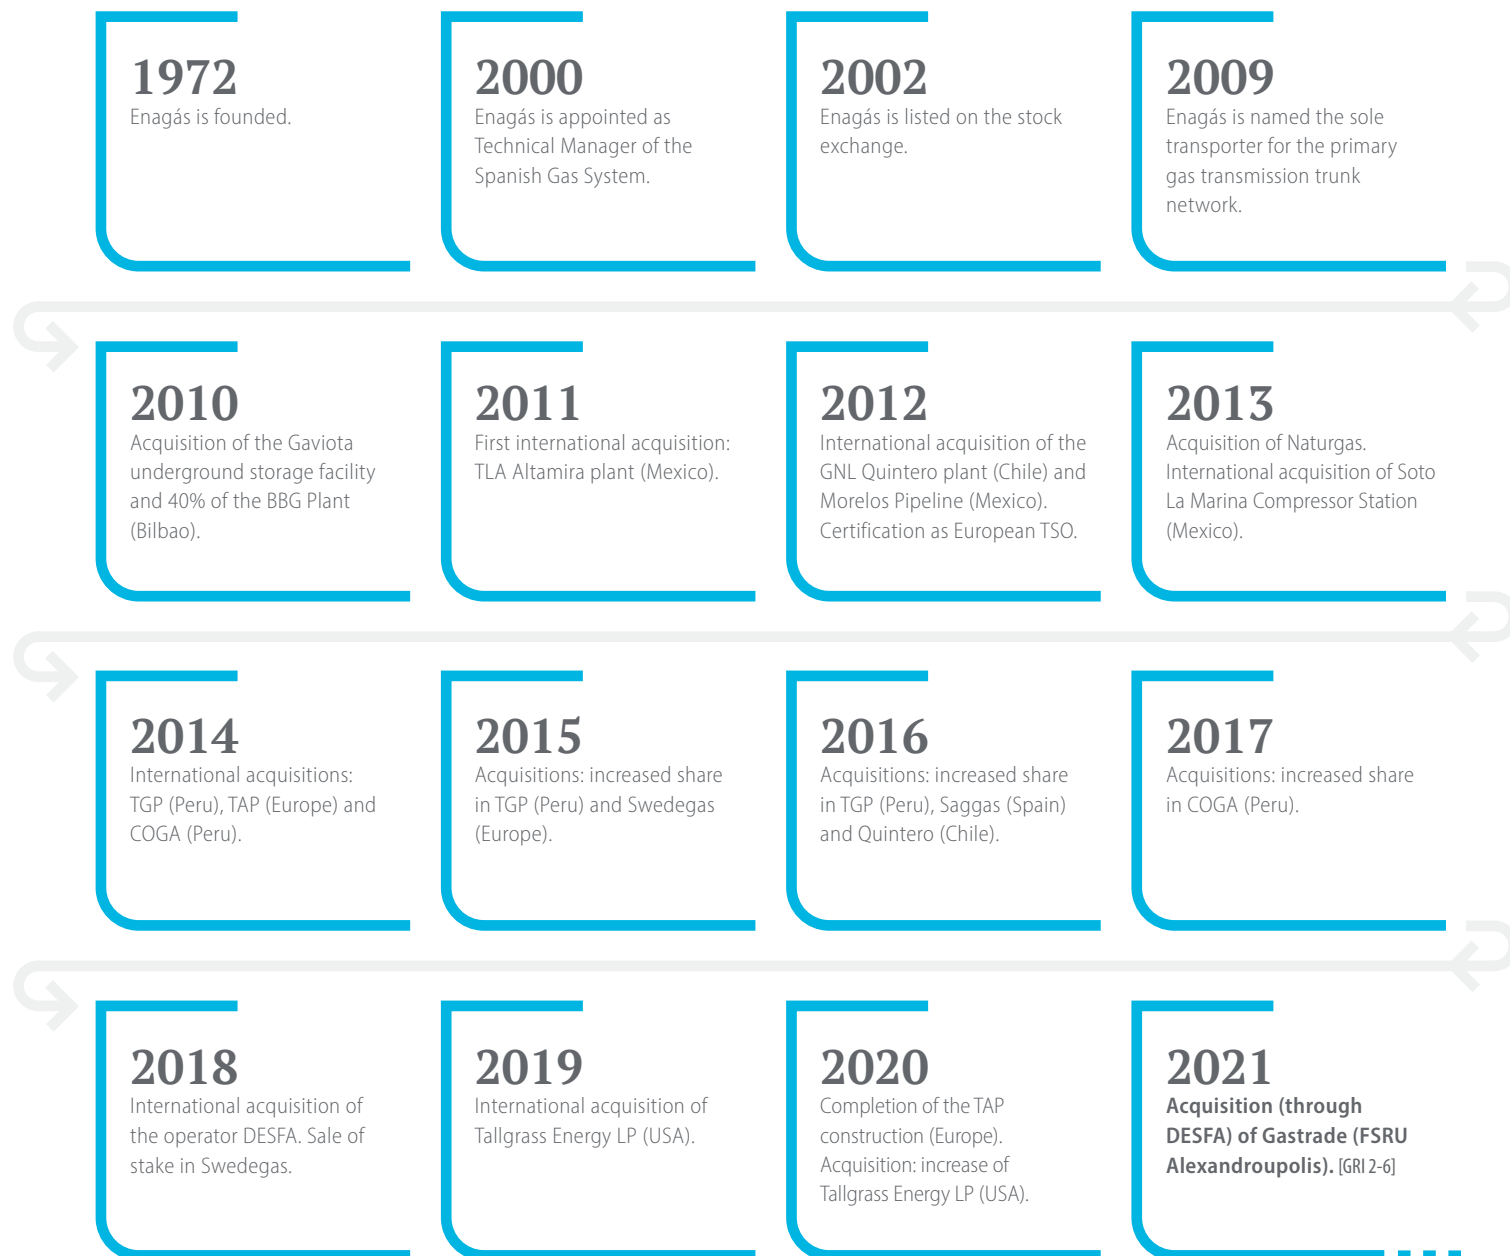 1972
Enagás is founded.
2000
Enagás is appointed as
Technical Manager of the
Spanish Gas System.
2002
Enagás is listed on the stock
exchange.
2009
Enagás is named the sole
transporter for the primary
gas transmission trunk
network.
2010
Acquisition of the Gaviota
underground storage facility
and 40% of the BBG Plant
(Bilbao).
2011
First international acquisition:
TLA Altamira plant (Mexico).
2012
International acquisition of the
GNL Quintero plant (Chile) and
Morelos Pipeline (Mexico).
Certification as European TSO.
2013
Acquisition of Naturgas.
International acquisition of Soto
La Marina Compressor Station
(Mexico).
2014
International acquisitions:
TGP (Peru), TAP (Europe) and
COGA (Peru).
2015
Acquisitions: increased share
in TGP (Peru) and Swedegas
(Europe).
2016
Acquisitions: increased share
in TGP (Peru), Saggas (Spain)
and Quintero (Chile).
2017
Acquisitions: increased share
in COGA (Peru).
2018
International acquisition of
the operator DESFA. Sale of
stake in Swedegas.
2019
International acquisition of
Tallgrass Energy LP (USA).
2020
Completion of the TAP
construction (Europe).
Acquisition: increase of
Tallgrass Energy LP (USA).
2021
Acquisition (through
DESFA) of Gastrade (FSRU
Alexandroupolis). [GRI 2-6]